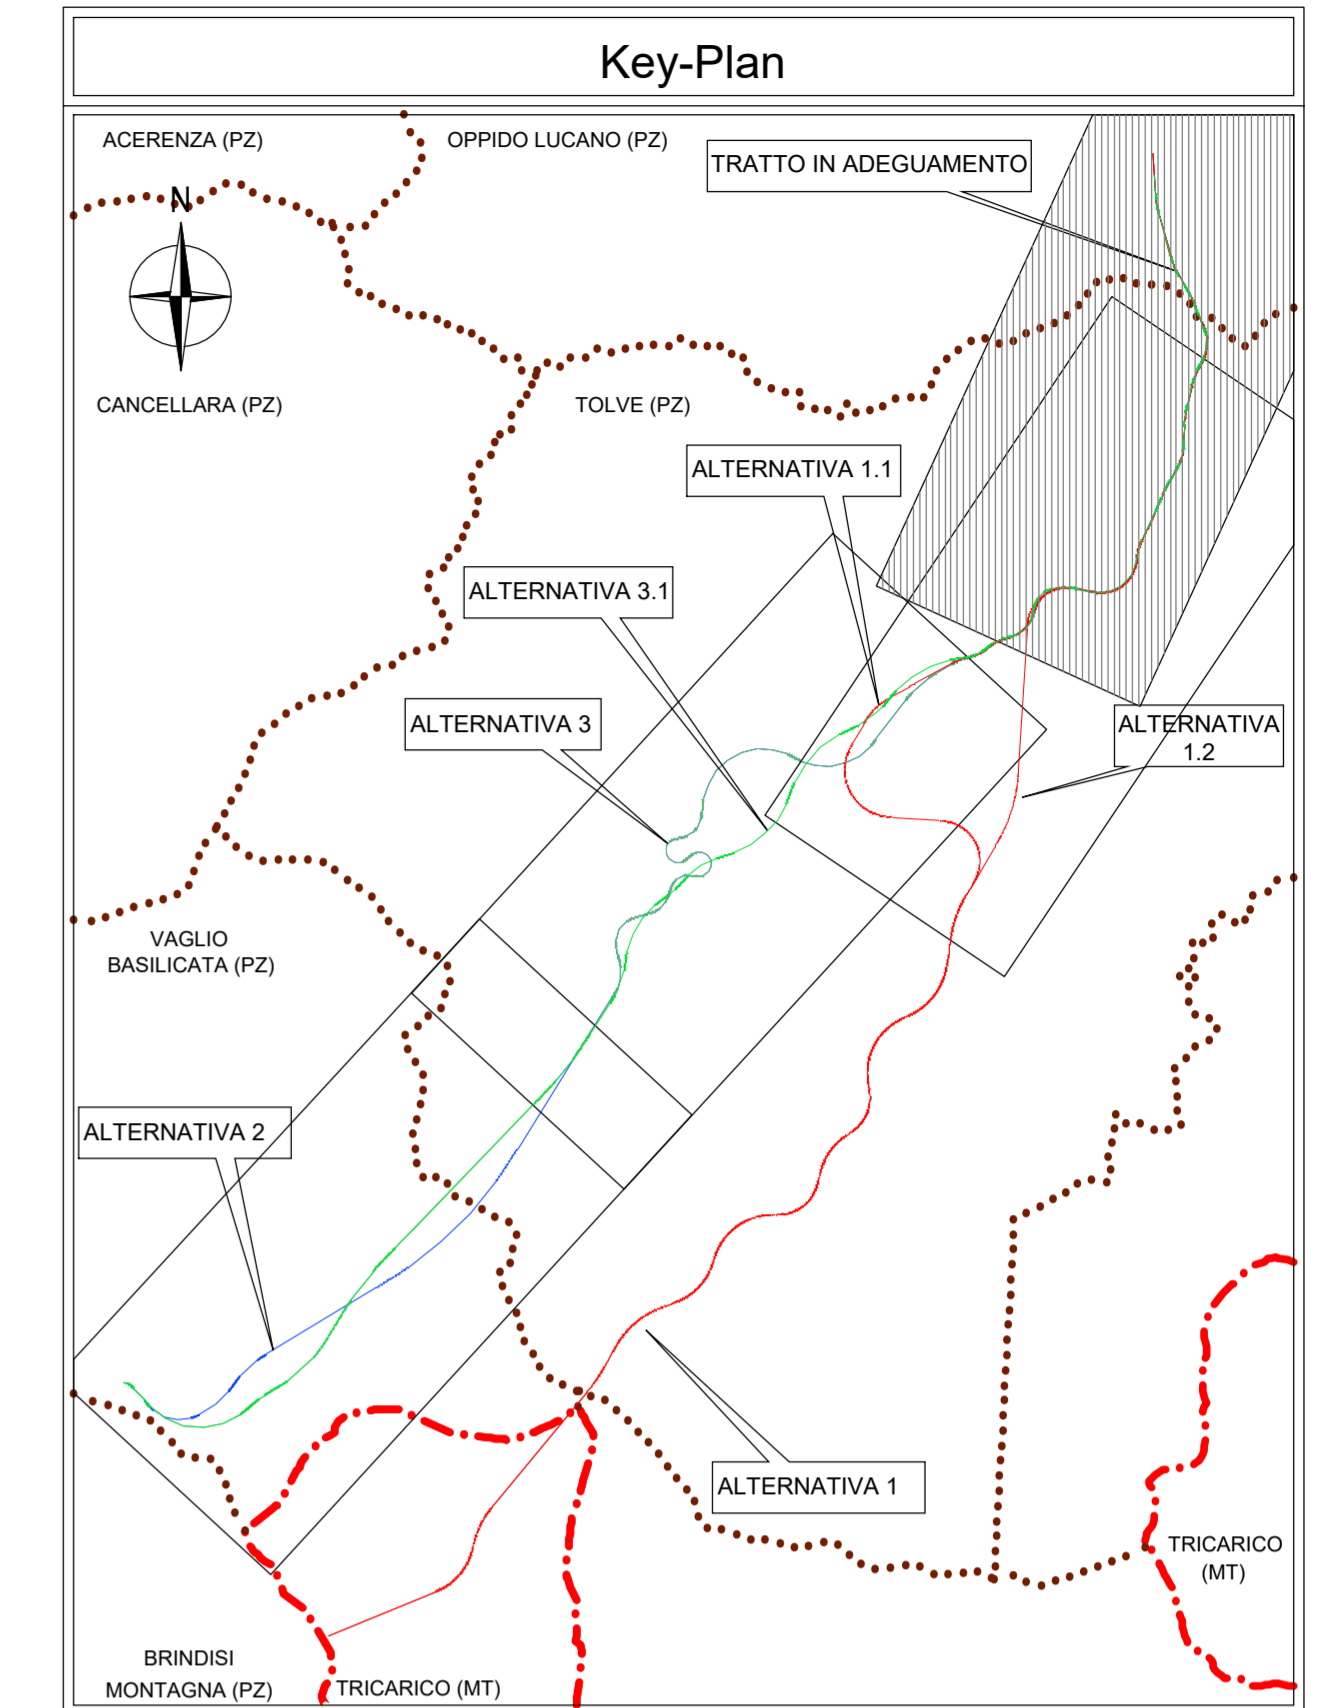 Key-Plan
ACERENZA (PZ)
OPPIDO LUCANO (PZ)
TRATTO IN ADEGUAMENTO
N
CANCELLARA (PZ)
TOLVE (PZ)
ALTERNATIVA 1.1
ALTERNATIVA 3.1
ALTERNATIVA 3
ALTERNATIVA
1.2
VAGLIO
BASILICATA (PZ)
ALTERNATIVA 2
ALTERNATIVA 1
TRICARICO
(MT)
BRINDISI
MONTAGNA (PZ)
TRICARICO (MT)